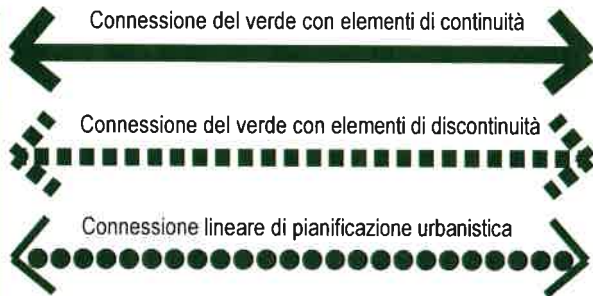 Connessione del verde con elementi di continuità
Connessione del verde con elementi di discontinuità
Connessione lineare di pianificazione urbanistica